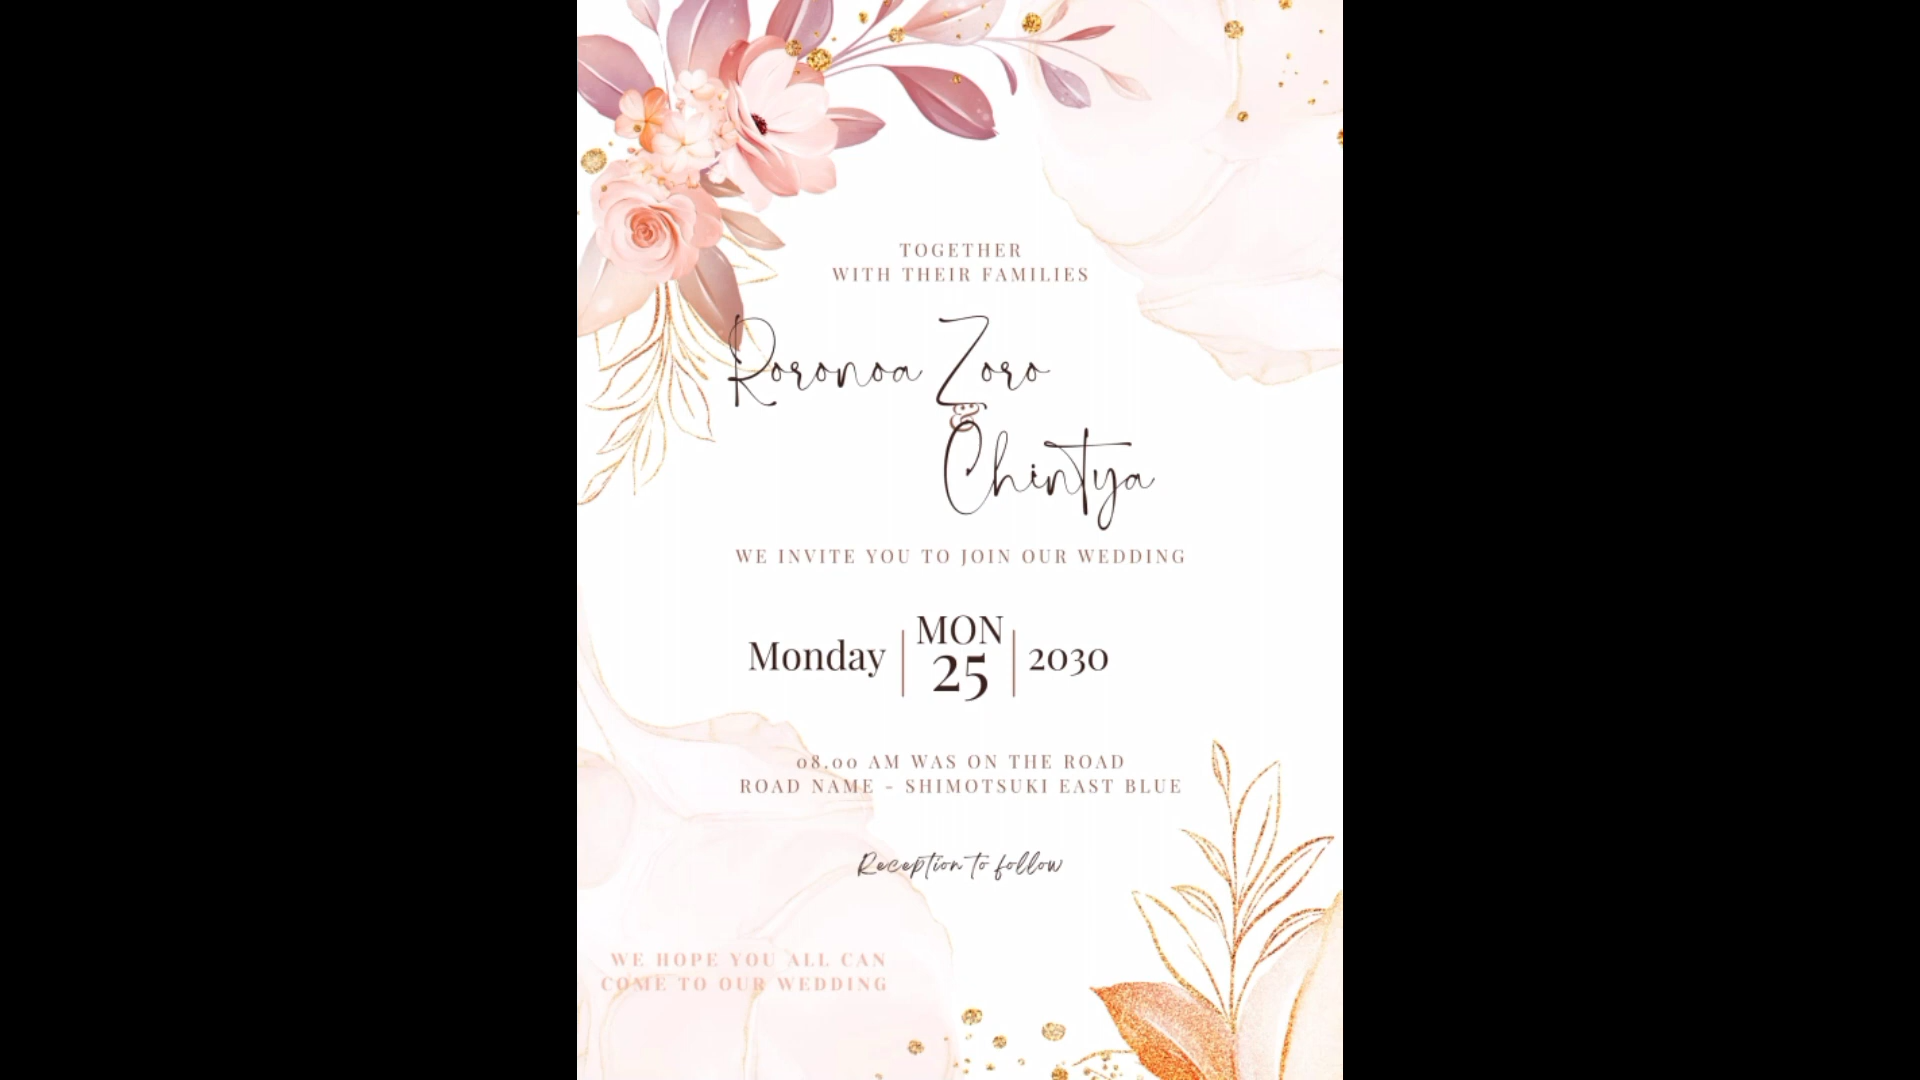 TOGETHER
WITH THEIR FAMILIES
Roronoa Zoro
&
Chintya
WE INVITE YOU TO JOIN OUR WEDDING
Monday | MON 25 | 2030
08.00 AM WAS ON THE ROAD
ROAD NAME - SHIMOTSUKI EAST BLUE
Reception to follow
WE HOPE YOU ALL CAN
COME TO OUR WEDDING